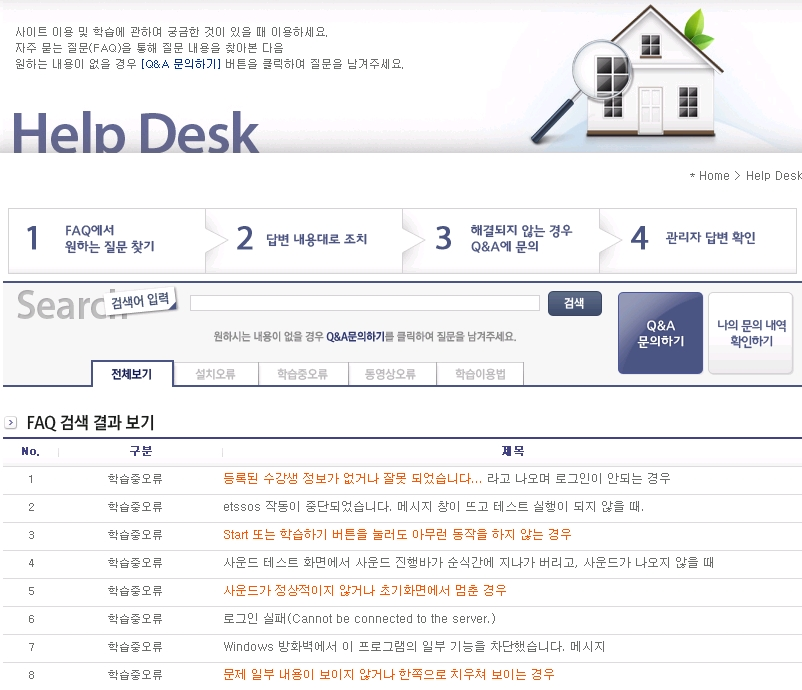 사이트 이용 및 학습에 관하여 궁금한 것이 있을 때 이용하세요.
자주 묻는 질문(FAQ)을 통해 질문 내용을 찾아본 다음
원하는 내용이 없을 경우 [Q&A 문의하기] 버튼을 클릭하여 질문을 남겨주세요.
Help Desk
* Home > Help Desk
1 FAQ에서
원하는 질문 찾기
2 답변 내용대로 조치
3 해결되지 않는 경우
Q&A에 문의
4 관리자 답변 확인
Search 검색어 입력
검색
Q&A
문의하기
나의 문의 내역
확인하기
원하시는 내용이 없을 경우 Q&A문의하기를 클릭하여 질문을 남겨주세요.
전체보기 설치오류 학습중오류 동영상오류 학습이용법
FAQ 검색 결과 보기
No. 구분 제목
1 학습중오류 등록된 수강생 정보가 없거나 잘못 되었습니다... 라고 나오며 로그인이 안되는 경우
2 학습중오류 etssos 작동이 중단되었습니다. 메시지 창이 뜨고 테스트 실행이 되지 않을 때.
3 학습중오류 Start 또는 학습하기 버튼을 눌러도 아무런 동작을 하지 않는 경우
4 학습중오류 사운드 테스트 화면에서 사운드 진행바가 순식간에 지나가 버리고, 사운드가 나오지 않을 때
5 학습중오류 사운드가 정상적이지 않거나 초기화면에서 멈춘 경우
6 학습중오류 로그인 실패(Cannot be connected to the server.)
7 학습중오류 Windows 방화벽에서 이 프로그램의 일부 기능을 차단했습니다. 메시지
8 학습중오류 문제 일부 내용이 보이지 않거나 한쪽으로 치우쳐 보이는 경우